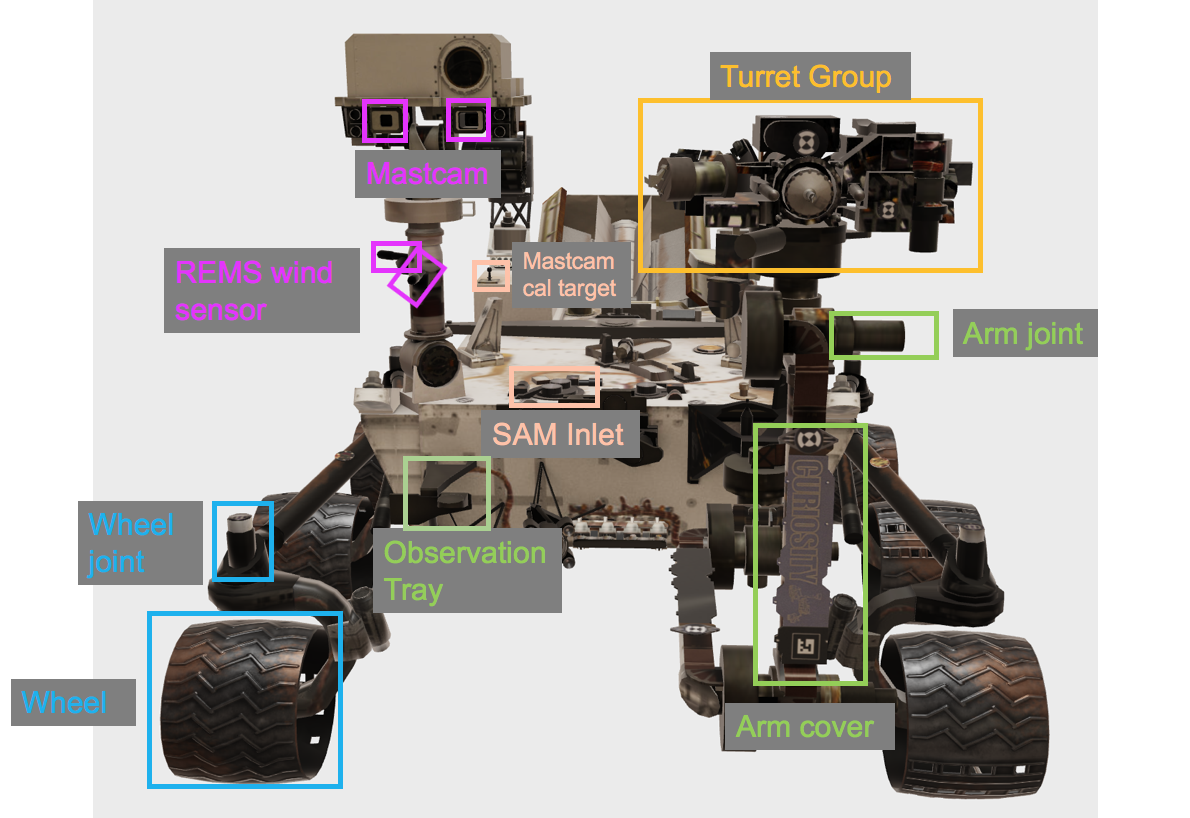 Turret Group
Mastcam
REMS wind
sensor
Mastcam
cal target
Arm joint
SAM Inlet
CURIOSITY
Wheel
joint
Observation
Tray
Wheel
Arm cover